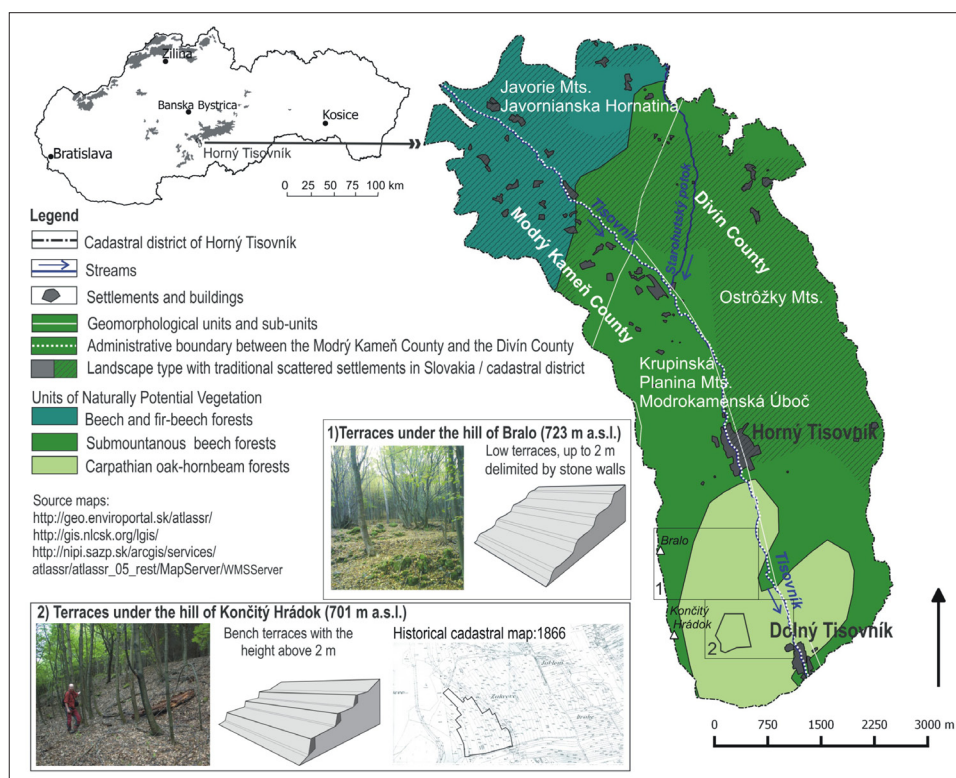 Žilina
Banska Bystrica
Kosice
Bratislava
Horný Tisovník
0 25 50 75 100 km
Legend
Cadastral district of Horný Tisovník
Streams
Settlements and buildings
Geomorphological units and sub-units
Administrative boundary between the Modrý Kameň County and the Divín County
Landscape type with traditional scattered settlements in Slovakia / cadastral district
Units of Naturally Potential Vegetation
Beech and fir-beech forests
Submountanous beech forests
Carpathian oak-hornbeam forests
Source maps:
http://geo.enviroportal.sk/atlassr/
http://gis.nlcsk.org/lgis/
http://nipi.sazp.sk/arcgis/services/
atlassr/atlassr_05_rest/MapServer/WMSServer
1)Terraces under the hill of Bralo (723 m a.s.l.)
Low terraces, up to 2 m
delimited by stone walls
2) Terraces under the hill of Končitý Hrádok (701 m a.s.l.)
Bench terraces with the
height above 2 m
Historical cadastral map:1866
Javorie Mts.
Javornianska Hornatina
Tisovník
Starohutský potok
Divín County
Modrý Kameň County
Ostrôžky Mts.
Krupinská
Planina Mts.
Modrokamenská Úboč
Horný Tisovník
Bralo
1
Tisovník
Končitý
Hrádok
2
Dolný Tisovník
0 750 1500 2250 3000 m